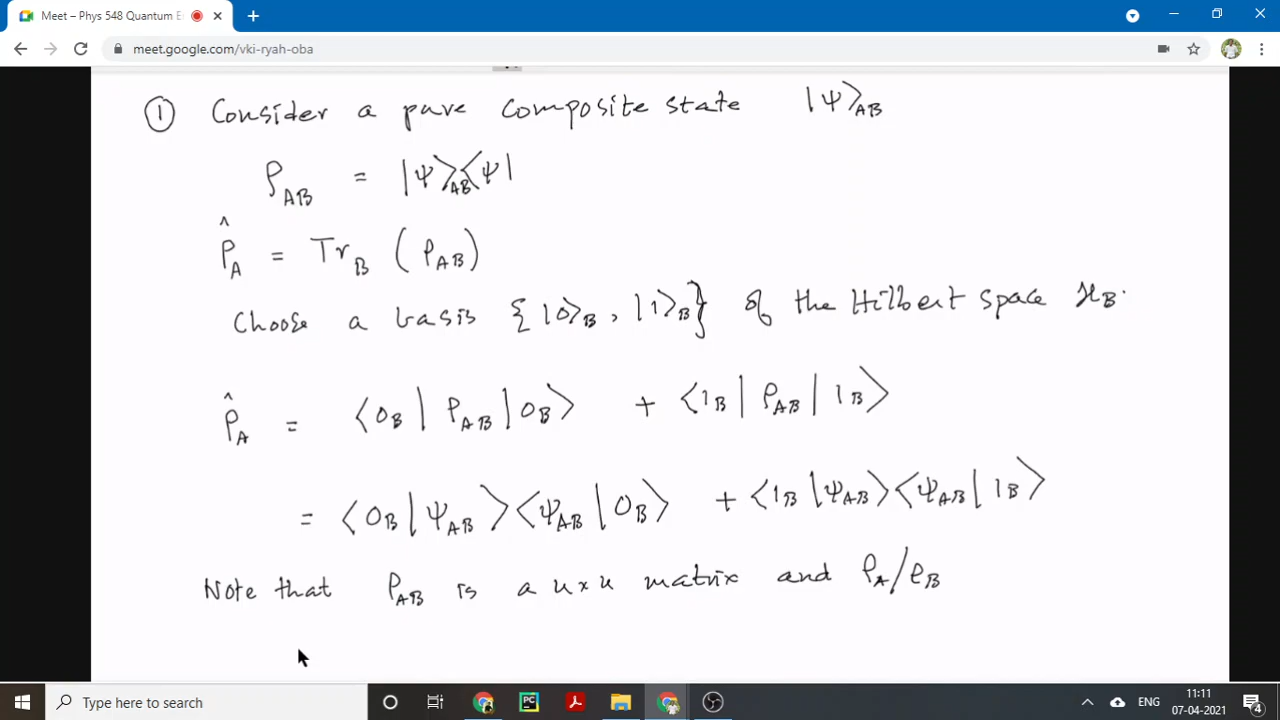 Meet – Phys 548 Quantum E
meet.google.com/vki-ryah-oba
① Consider a pure composite state |Ψ⟩AB
ρAB = |Ψ⟩AB⟨Ψ|
ρ̂A = TrB (ρAB)
Choose a basis {|0⟩B, |1⟩B} of the Hilbert space ℋB.
ρ̂A = ⟨0B|ρAB|0B⟩ + ⟨1B|ρAB|1B⟩
= ⟨0B|ΨAB⟩⟨ΨAB|0B⟩ + ⟨1B|ΨAB⟩⟨ΨAB|1B⟩
Note that ρAB is a 4×4 matrix and ρA/ρB
Type here to search
ENG
11:11
07-04-2021
4